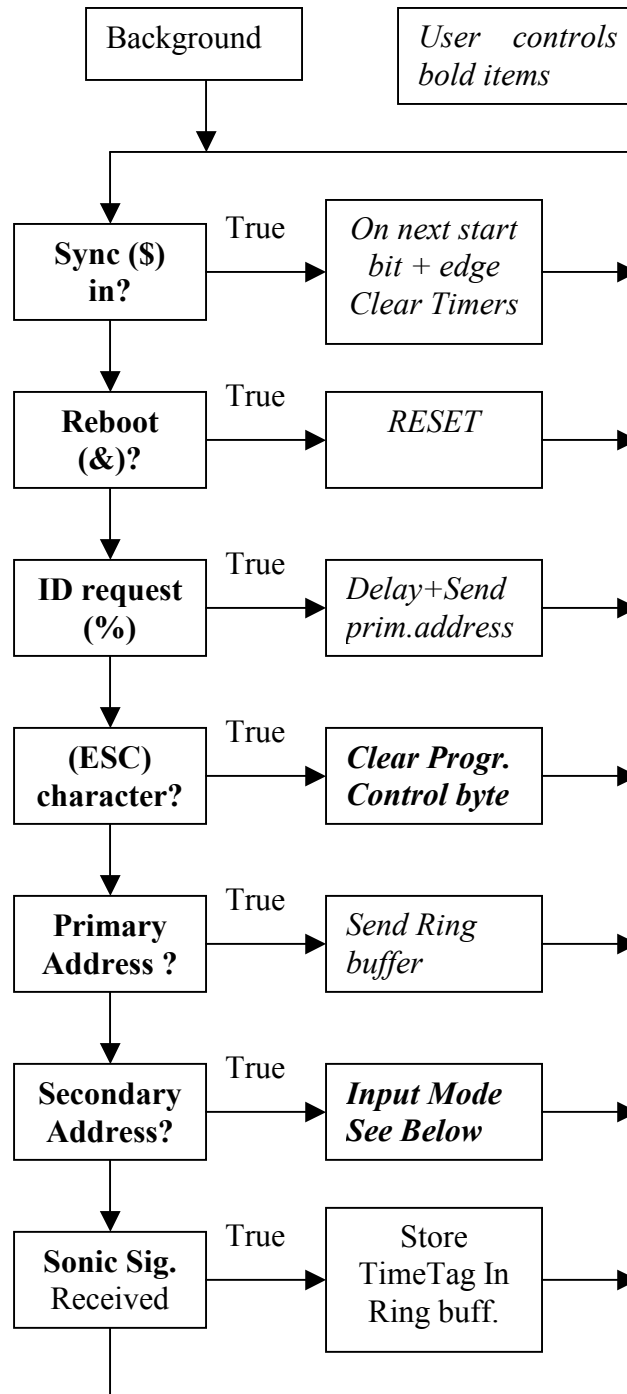 Background
User controls
bold items
Sync ($)
in?
True
On next start
bit + edge
Clear Timers
Reboot
(&)?
True
RESET
ID request
(%)
True
Delay+Send
prim.address
(ESC)
character?
True
Clear Progr.
Control byte
Primary
Address ?
True
Send Ring
buffer
Secondary
Address?
True
Input Mode
See Below
Sonic Sig.
Received
True
Store
TimeTag In
Ring buff.